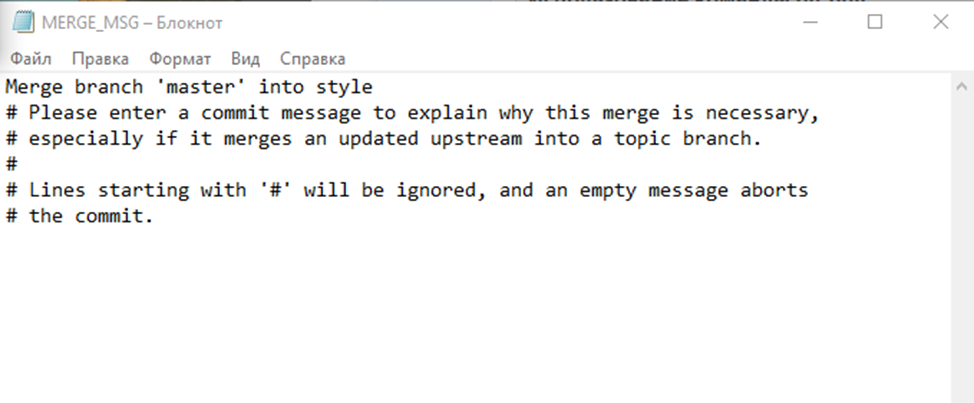 MERGE_MSG – Блокнот
Файл Правка Формат Вид Справка
Merge branch 'master' into style
# Please enter a commit message to explain why this merge is necessary,
# especially if it merges an updated upstream into a topic branch.
#
# Lines starting with '#' will be ignored, and an empty message aborts
# the commit.